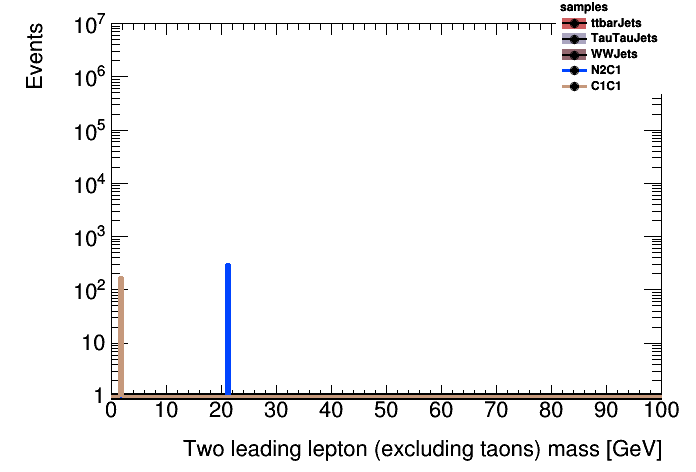 samples
ttbarJets
TauTauJets
WWJets
N2C1
C1C1
Events
10⁷
10⁶
10⁵
10⁴
10³
10²
10
1
0 10 20 30 40 50 60 70 80 90 100
Two leading lepton (excluding taons) mass [GeV]